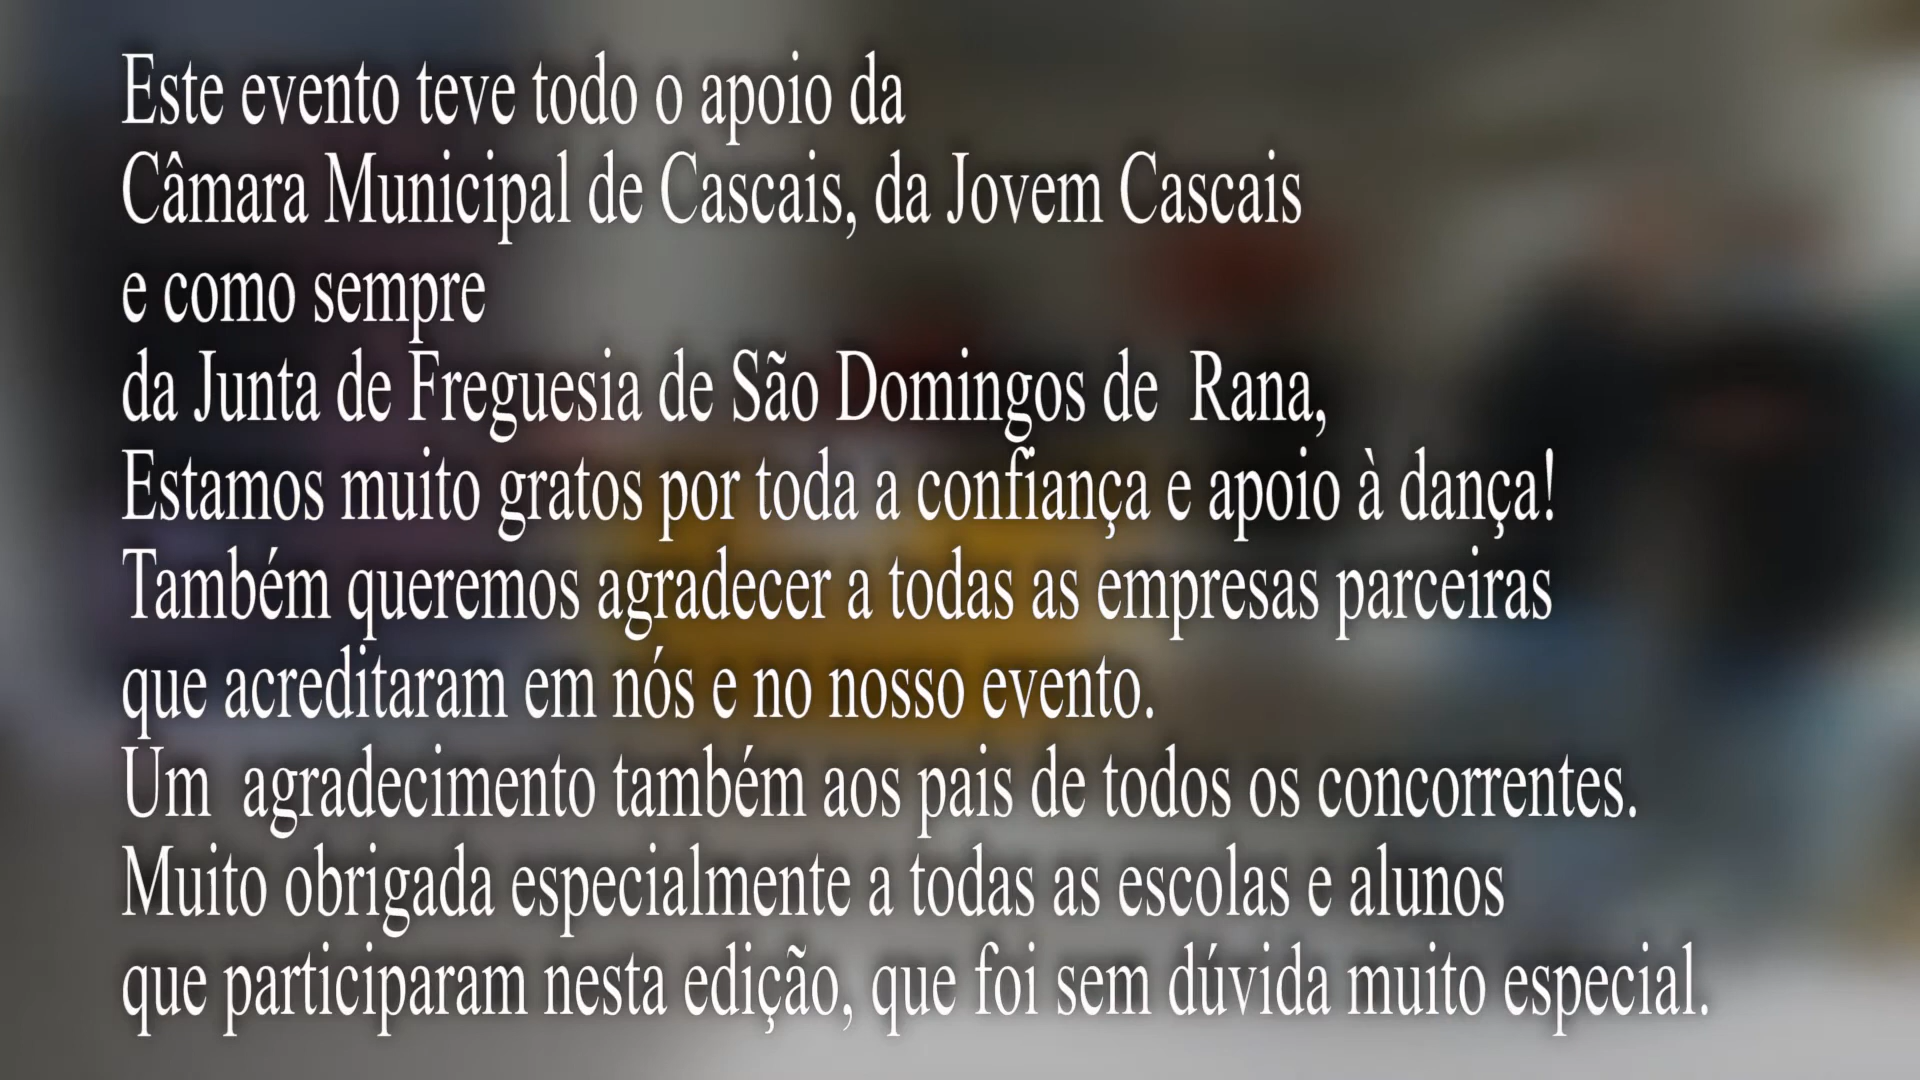 Este evento teve todo o apoio da
Câmara Municipal de Cascais, da Jovem Cascais
e como sempre
da Junta de Freguesia de São Domingos de  Rana,
Estamos muito gratos por toda a confiança e apoio à dança!
Também queremos agradecer a todas as empresas parceiras
que acreditaram em nós e no nosso evento.
Um  agradecimento também aos pais de todos os concorrentes.
Muito obrigada especialmente a todas as escolas e alunos
que participaram nesta edição, que foi sem dúvida muito especial.